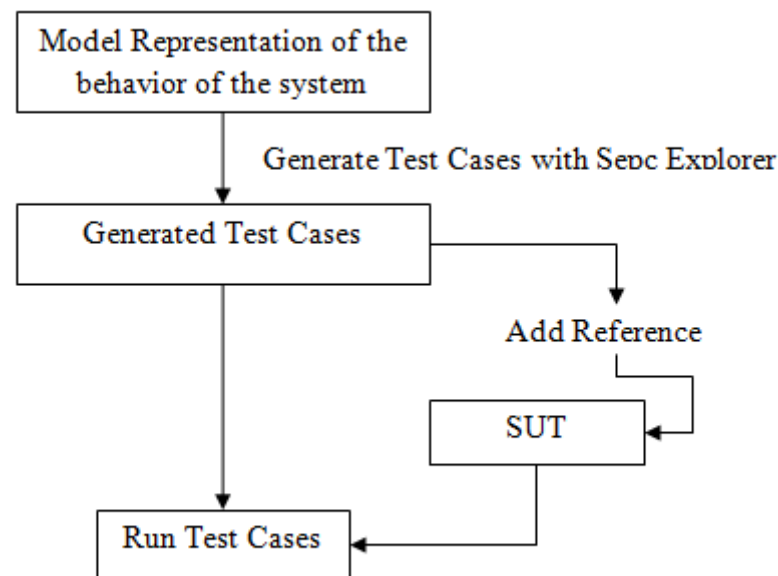 Model Representation of the
behavior of the system
Generate Test Cases with Sepc Explorer
Generated Test Cases
Add Reference
SUT
Run Test Cases